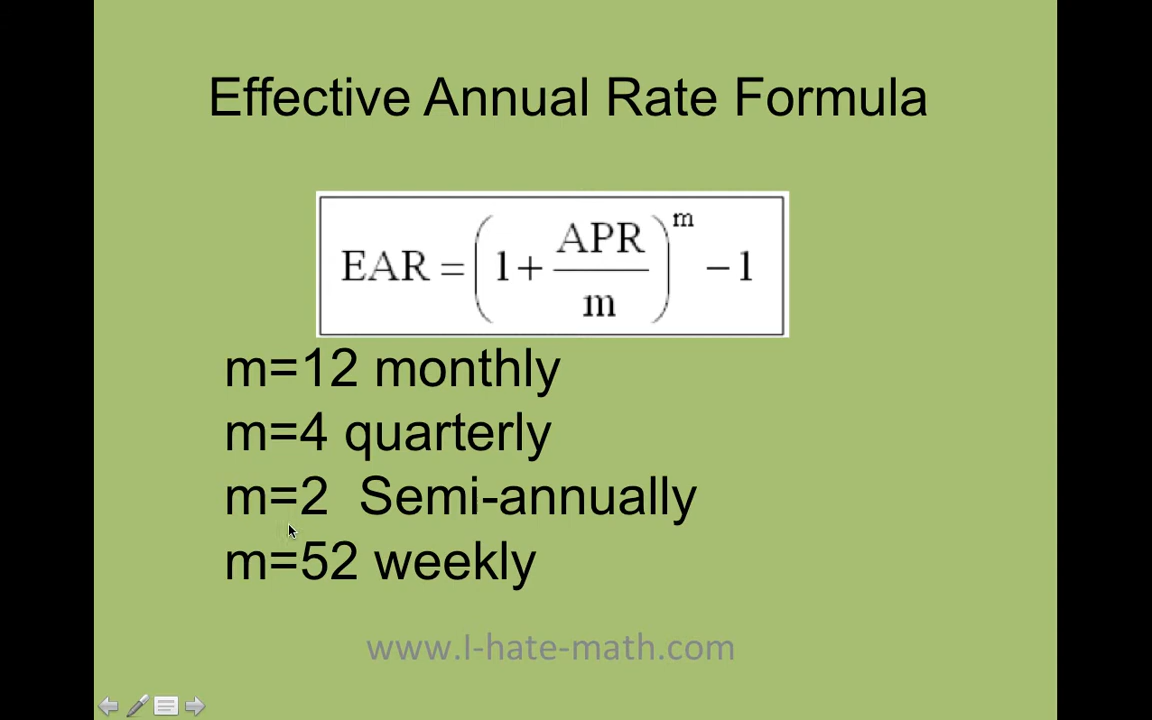 Effective Annual Rate Formula
EAR = (1 + APR/m)^m − 1
m=12 monthly
m=4 quarterly
m=2  Semi-annually
m=52 weekly
www.I-hate-math.com